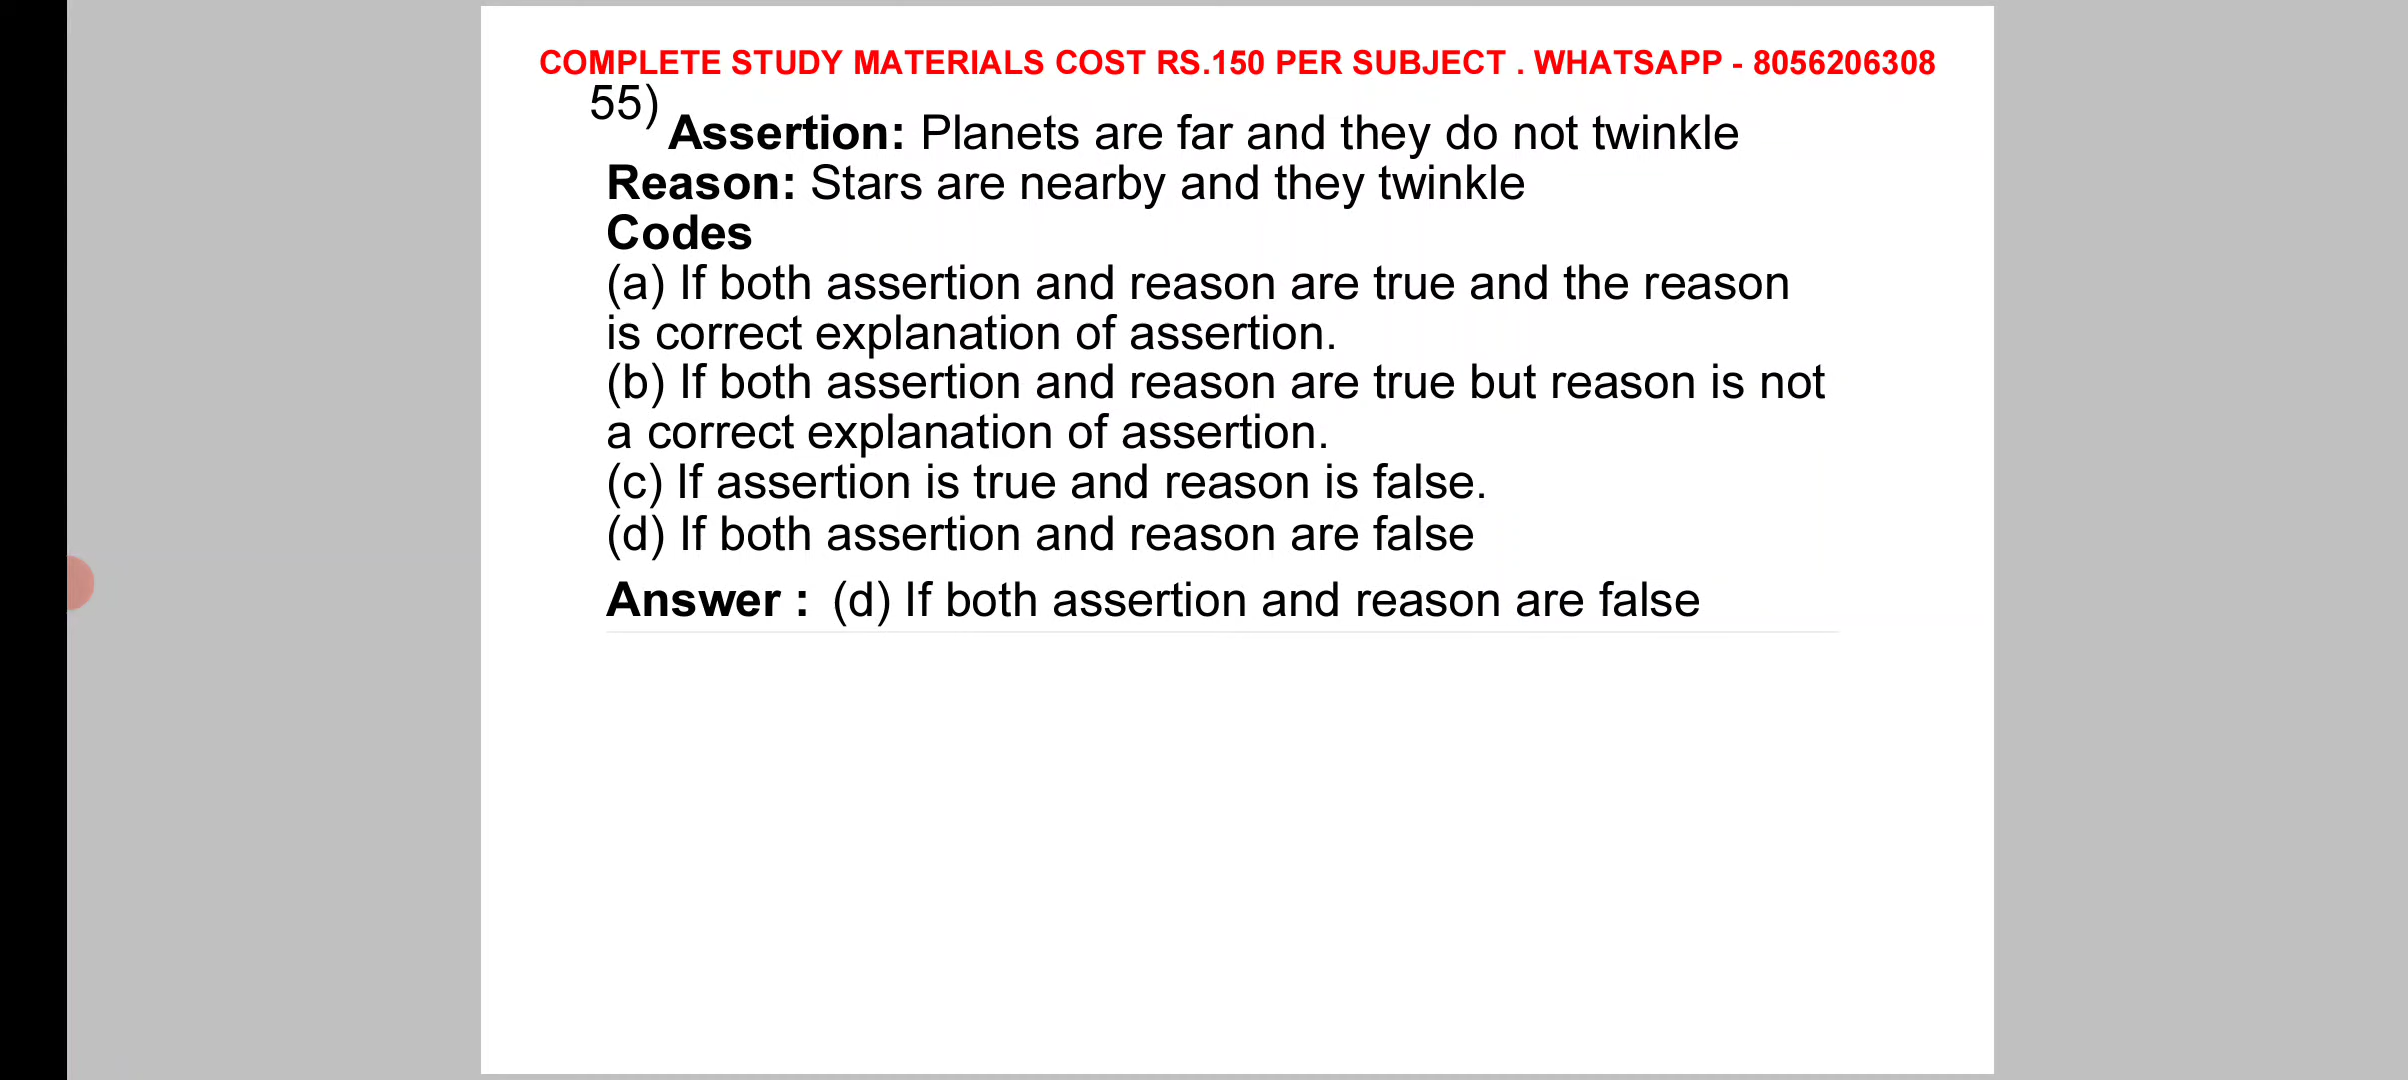 COMPLETE STUDY MATERIALS COST RS.150 PER SUBJECT . WHATSAPP - 8056206308
55)
Assertion: Planets are far and they do not twinkle
Reason: Stars are nearby and they twinkle
Codes
(a) If both assertion and reason are true and the reason
is correct explanation of assertion.
(b) If both assertion and reason are true but reason is not
a correct explanation of assertion.
(c) If assertion is true and reason is false.
(d) If both assertion and reason are false
Answer : (d) If both assertion and reason are false